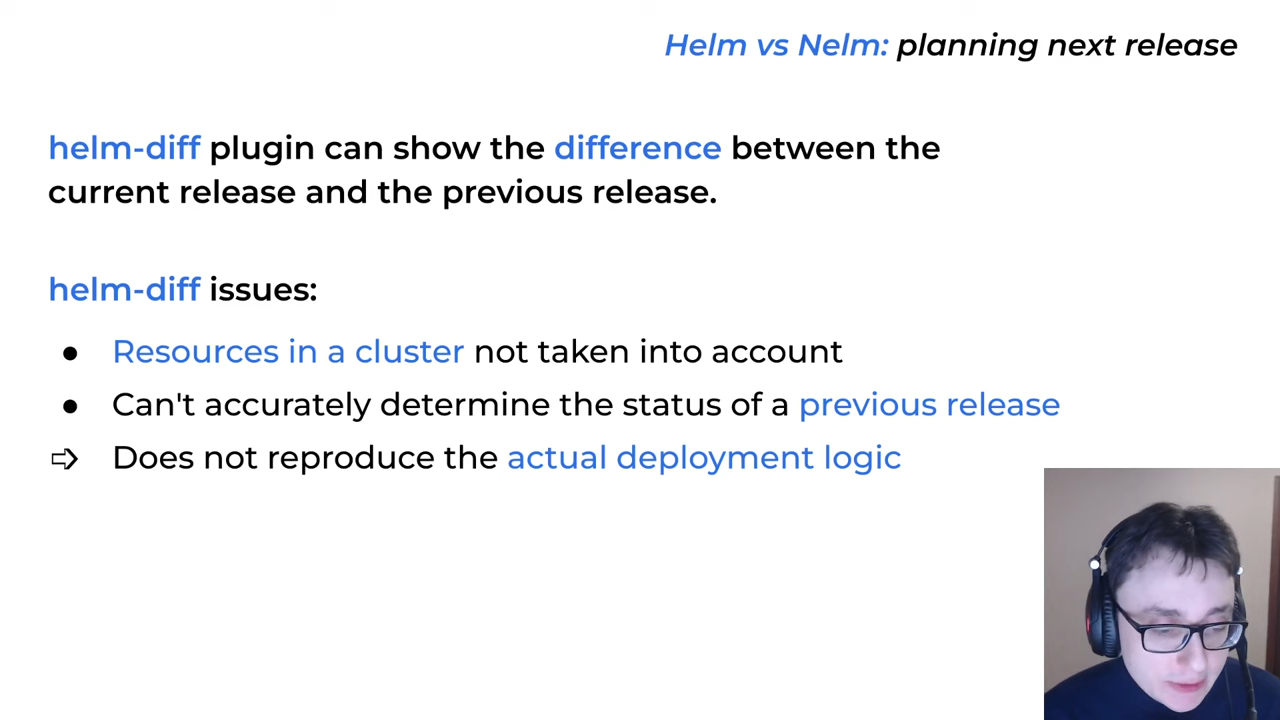 Helm vs Nelm: planning next release
helm-diff plugin can show the difference between the
current release and the previous release.
helm-diff issues:
● Resources in a cluster not taken into account
● Can't accurately determine the status of a previous release
⇨ Does not reproduce the actual deployment logic